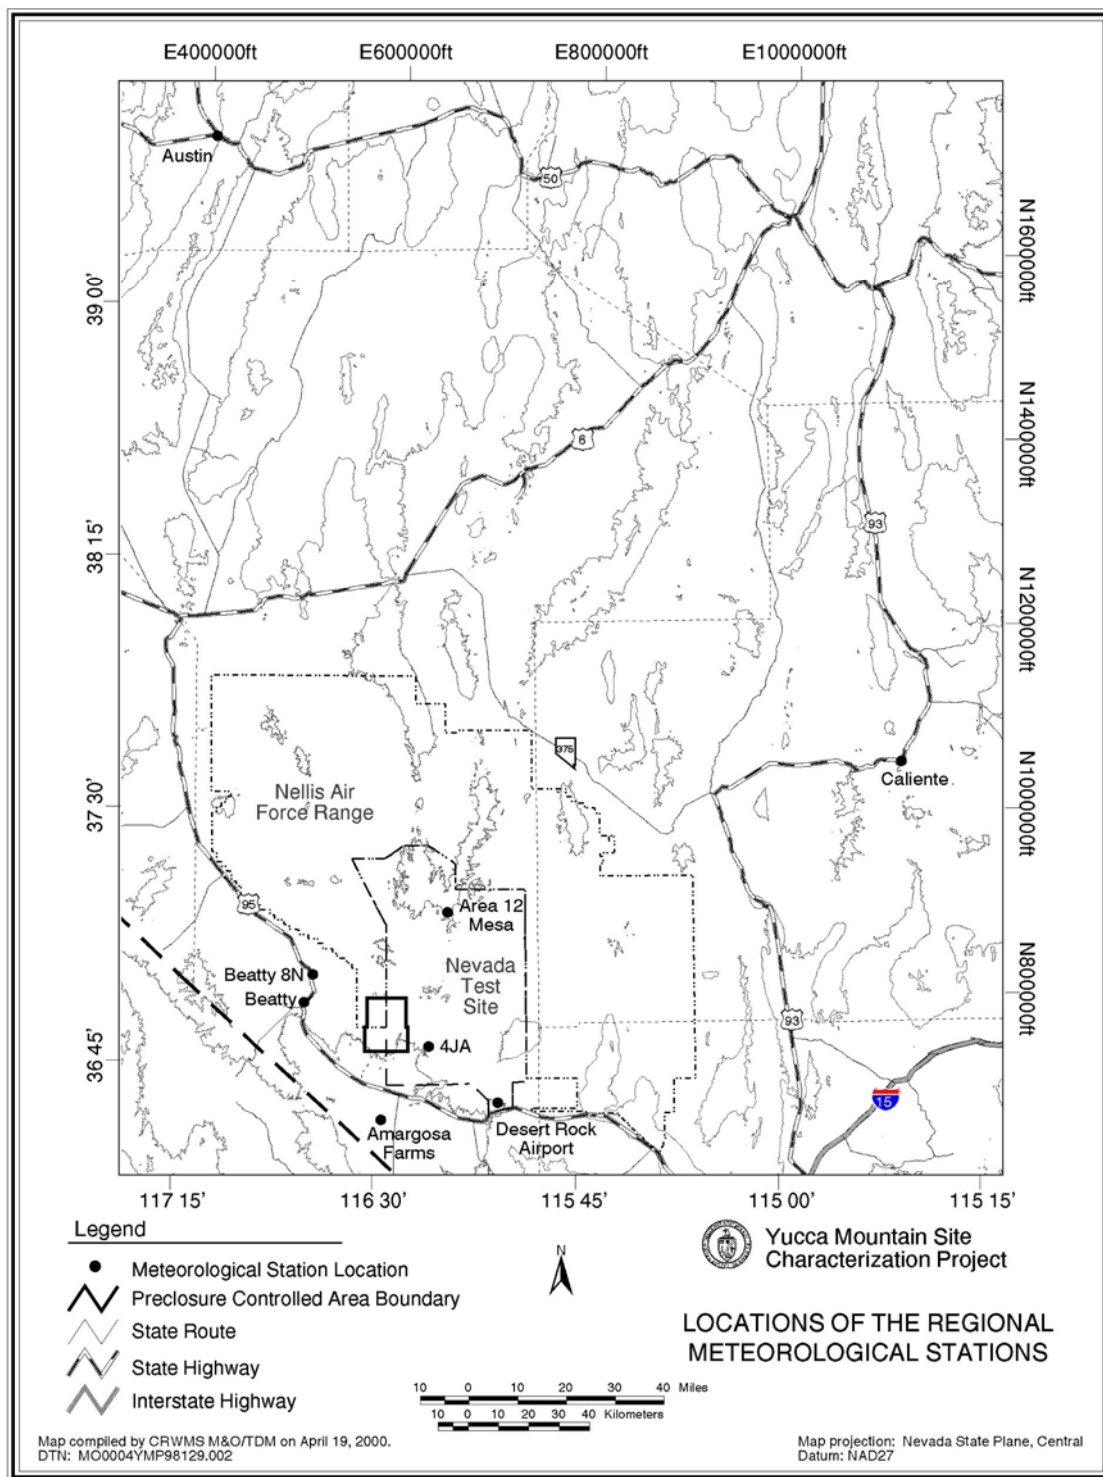 E400000ft E600000ft E800000ft E1000000ft
Austin
50
N1600000ft
39 00'
N1400000ft
6
93
38 15'
N1200000ft
375
Nellis Air
Force Range
Caliente
N1000000ft
37 30'
95
Area 12
Mesa
Beatty 8N
Nevada
Test
Site
Beatty
N800000ft
93
4JA
36 45'
15
Amargosa
Farms
Desert Rock
Airport
117 15' 116 30' 115 45' 115 00' 115 15'
Legend
Meteorological Station Location
Preclosure Controlled Area Boundary
State Route
State Highway
Interstate Highway
N
Yucca Mountain Site
Characterization Project
LOCATIONS OF THE REGIONAL
METEOROLOGICAL STATIONS
10 0 10 20 30 40 Miles
10 0 10 20 30 40 Kilometers
Map compiled by CRWMS M&O/TDM on April 19, 2000.
DTN: MO0004YMP98129.002
Map projection: Nevada State Plane, Central
Datum: NAD27